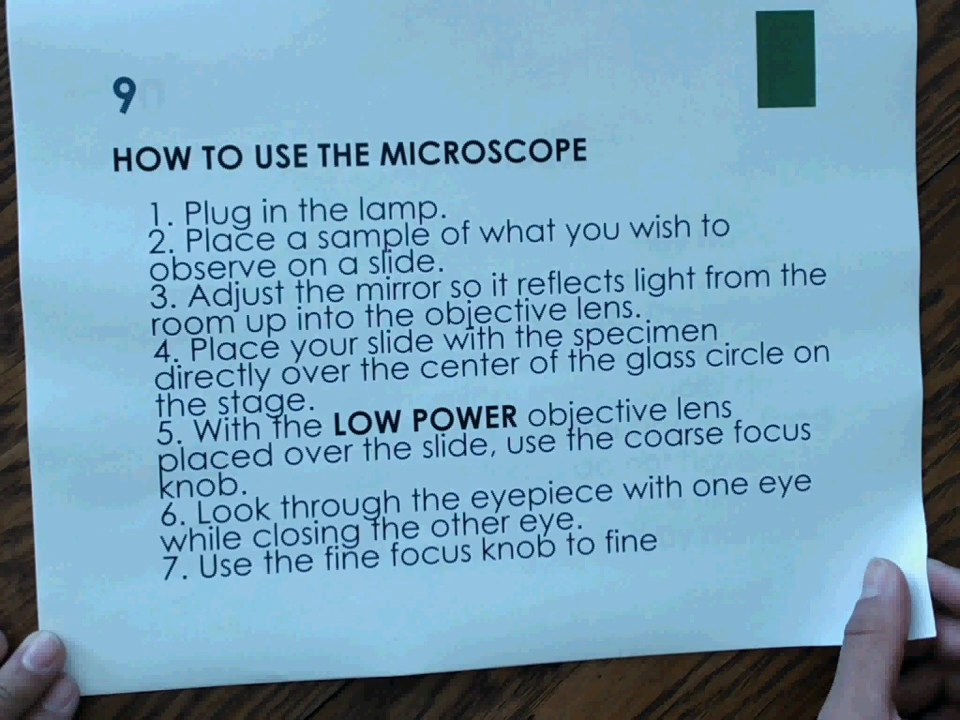 9
HOW TO USE THE MICROSCOPE
1. Plug in the lamp.
2. Place a sample of what you wish to
observe on a slide.
3. Adjust the mirror so it reflects light from the
room up into the objective lens.
4. Place your slide with the specimen
directly over the center of the glass circle on
the stage.
5. With the LOW POWER objective lens
placed over the slide, use the coarse focus
knob.
6. Look through the eyepiece with one eye
while closing the other eye.
7. Use the fine focus knob to fine